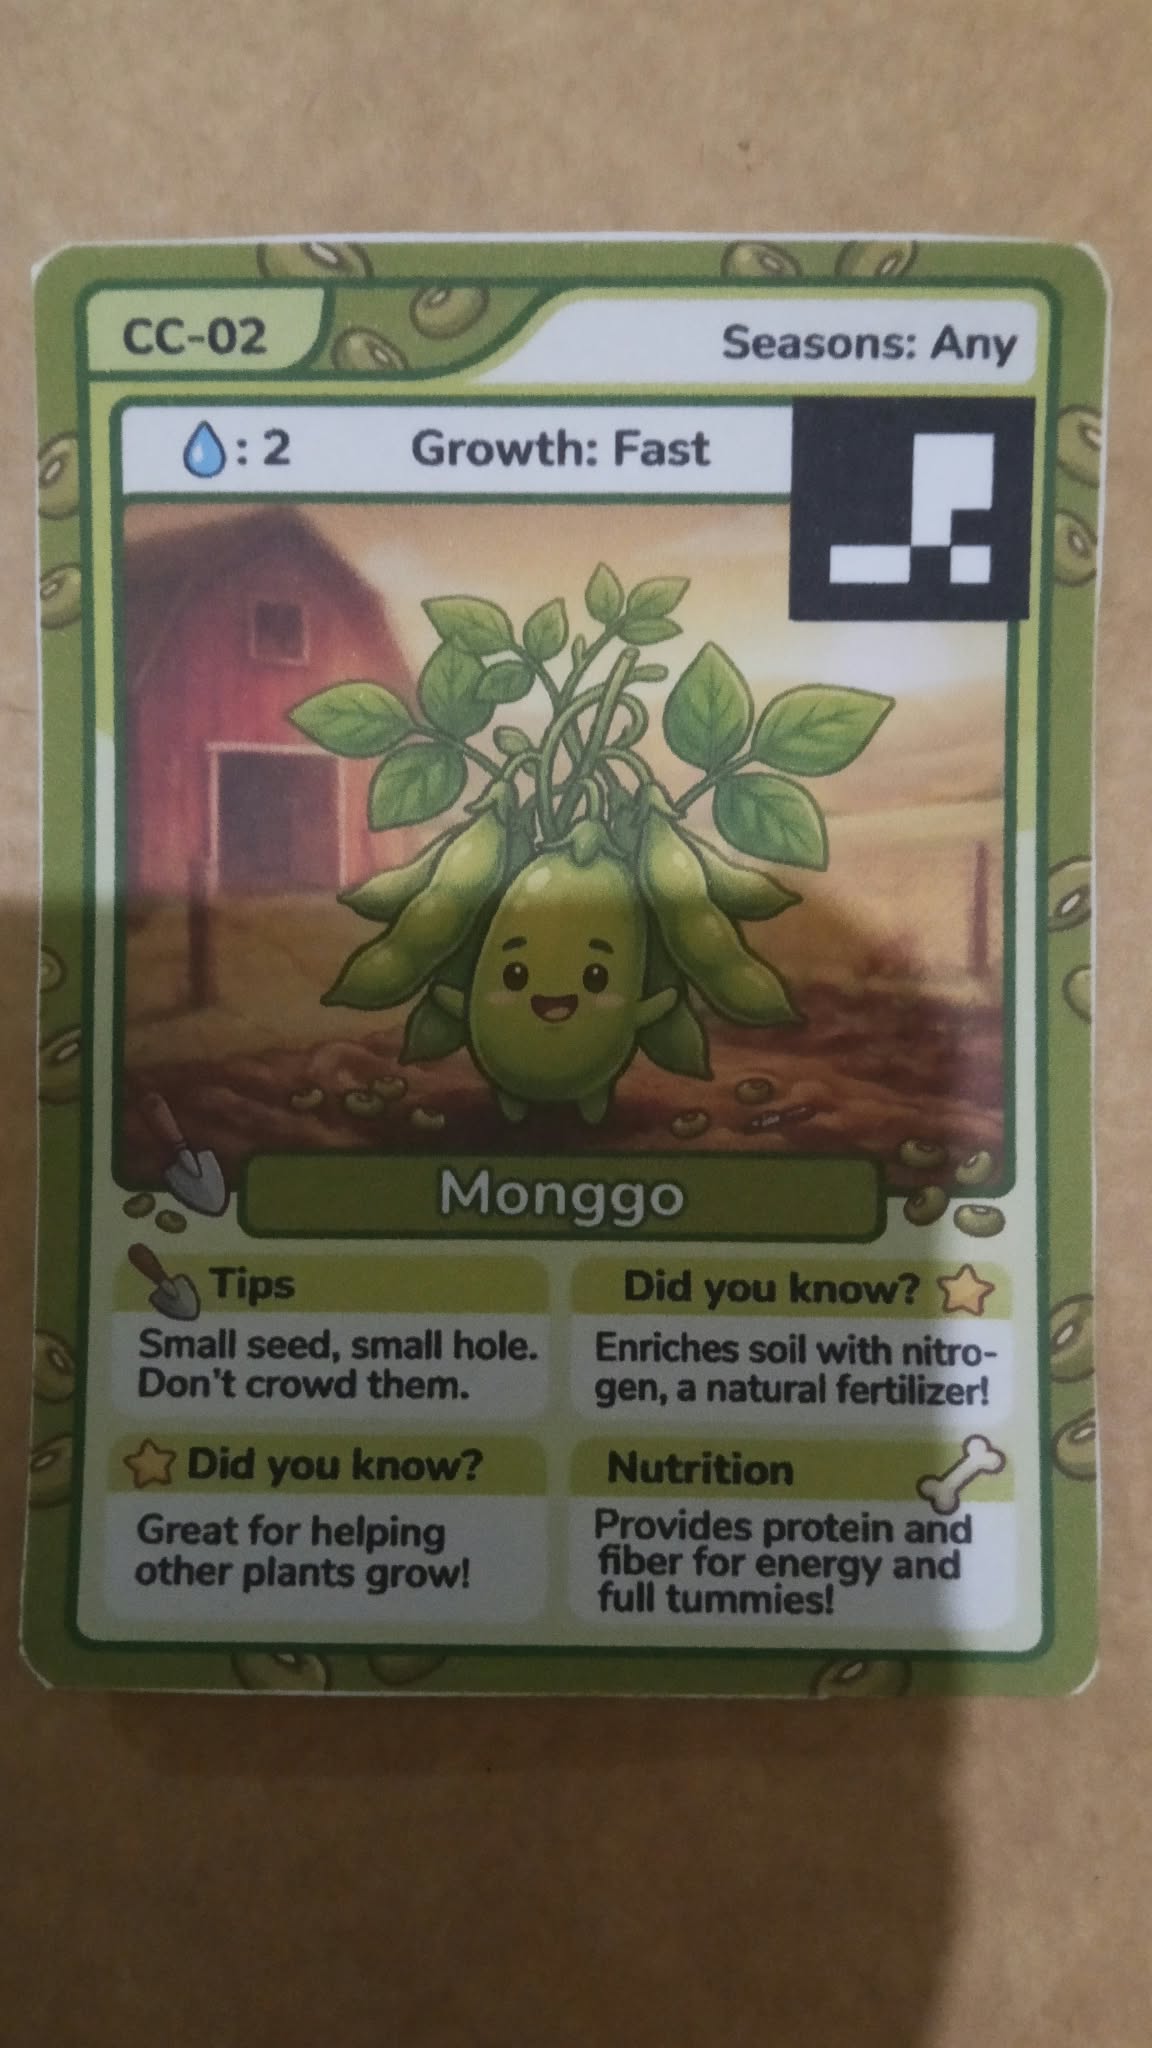 CC-02
Seasons: Any
: 2
Growth: Fast
Monggo
Tips
Small seed, small hole.
Don't crowd them.
Did you know?
Enriches soil with nitro-
gen, a natural fertilizer!
Did you know?
Great for helping
other plants grow!
Nutrition
Provides protein and
fiber for energy and
full tummies!